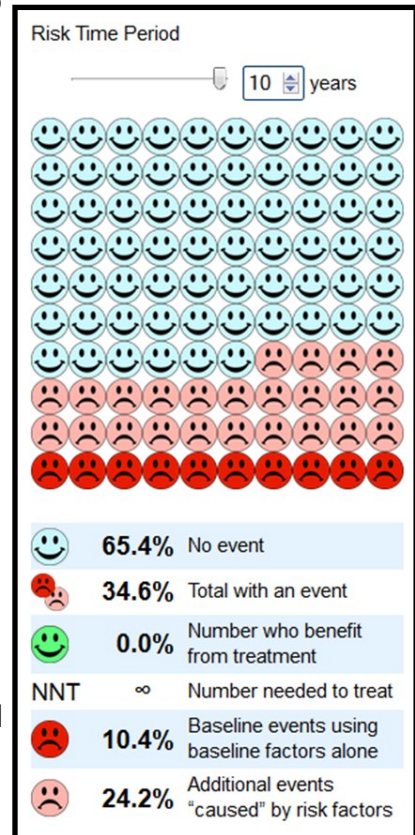 Risk Time Period
10 years
65.4% No event
34.6% Total with an event
0.0% Number who benefit
from treatment
NNT ∞ Number needed to treat
10.4% Baseline events using
baseline factors alone
24.2% Additional events
“caused” by risk factors